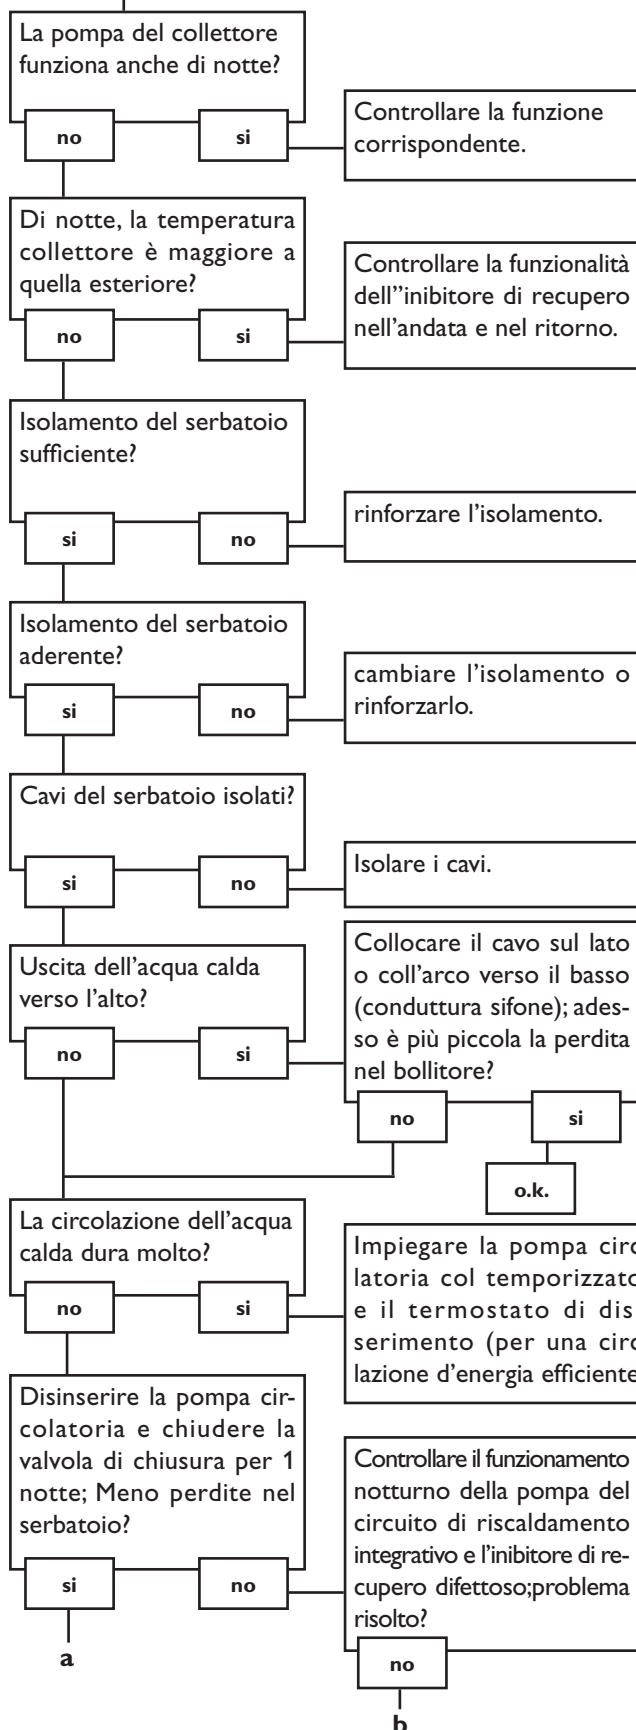 La pompa del collettore
funziona anche di notte?
no
si
Controllare la funzione
corrispondente.
Di notte, la temperatura
collettore è maggiore a
quella esteriore?
no
si
Controllare la funzionalità
dell’’inibitore di recupero
nell’andata e nel ritorno.
Isolamento del serbatoio
sufficiente?
si
no
rinforzare l’isolamento.
Isolamento del serbatoio
aderente?
si
no
cambiare l’isolamento o
rinforzarlo.
Cavi del serbatoio isolati?
si
no
Isolare i cavi.
Uscita dell’acqua calda
verso l’alto?
no
si
Collocare il cavo sul lato
o coll’arco verso il basso
(conduttura sifone); ades-
so è più piccola la perdita
nel bollitore?
no
si
o.k.
La circolazione dell’acqua
calda dura molto?
no
si
Impiegare la pompa circ
latoria col temporizzato
e il termostato di dis
serimento (per una circ
lazione d’energia efficiente
Disinserire la pompa cir-
colatoria e chiudere la
valvola di chiusura per 1
notte; Meno perdite nel
serbatoio?
si
no
a
Controllare il funzionamento
notturno della pompa del
circuito di riscaldamento
integrativo e l’inibitore di re-
cupero difettoso;problema
risolto?
no
b